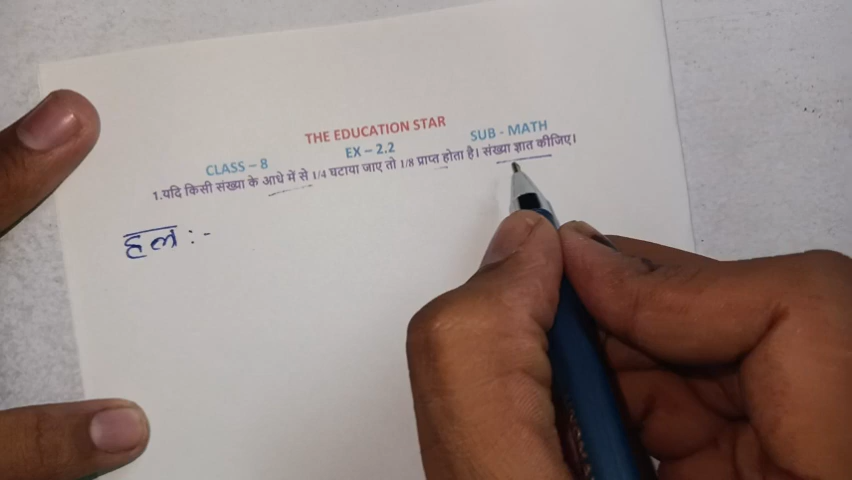 THE EDUCATION STAR
CLASS – 8 EX – 2.2 SUB - MATH
1.यदि किसी संख्या के आधे में से 1/4 घटाया जाए तो 1/8 प्राप्त होता है। संख्या ज्ञात कीजिए।
हल :-